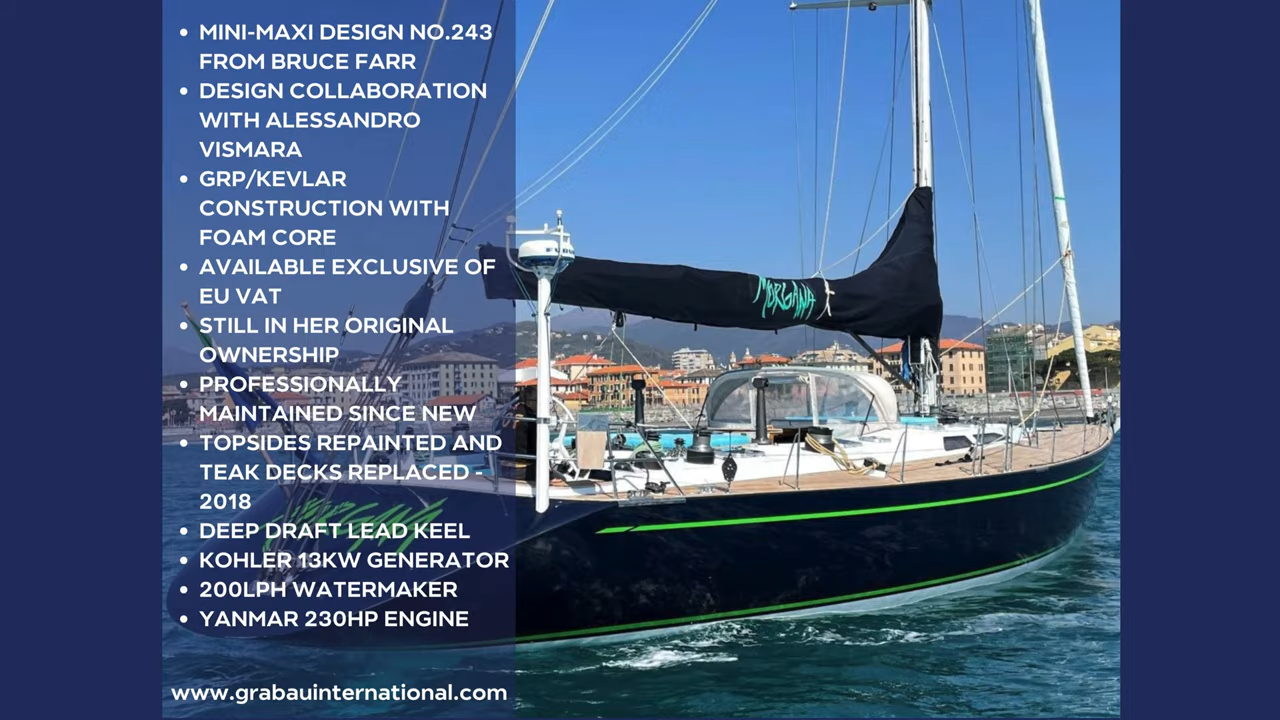 • MINI-MAXI DESIGN NO.243
FROM BRUCE FARR
• DESIGN COLLABORATION
WITH ALESSANDRO
VISMARA
• GRP/KEVLAR
CONSTRUCTION WITH
FOAM CORE
• AVAILABLE EXCLUSIVE OF
EU VAT
• STILL IN HER ORIGINAL
OWNERSHIP
• PROFESSIONALLY
MAINTAINED SINCE NEW
• TOPSIDES REPAINTED AND
TEAK DECKS REPLACED -
2018
• DEEP DRAFT LEAD KEEL
• KOHLER 13KW GENERATOR
• 200LPH WATERMAKER
• YANMAR 230HP ENGINE
www.grabauinternational.com
MORGANA